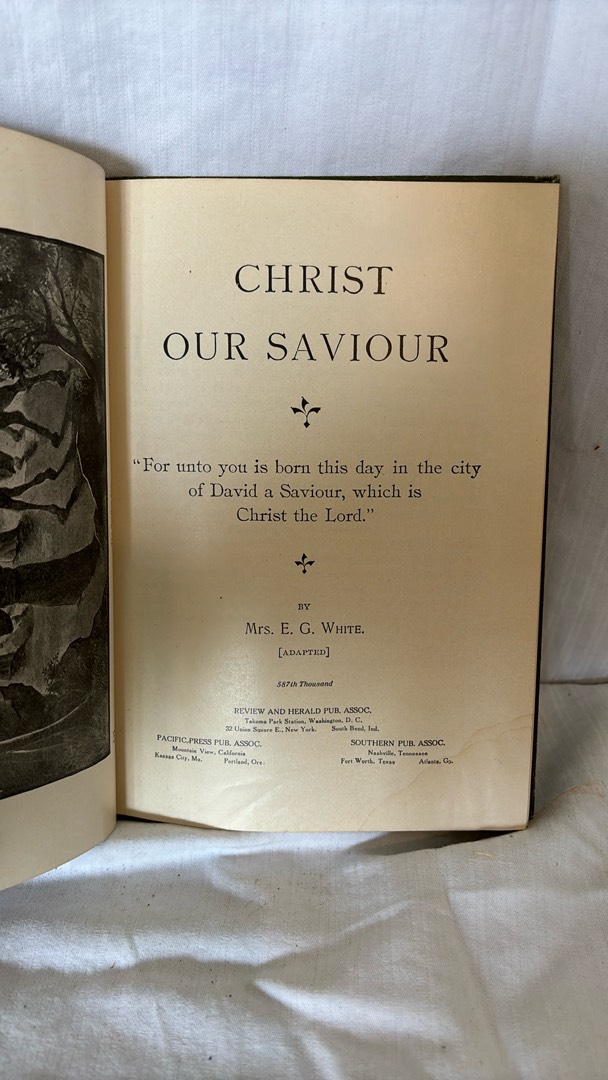 CHRIST
OUR SAVIOUR
“For unto you is born this day in the city
of David a Saviour, which is
Christ the Lord.”
BY
Mrs. E. G. White.
[ADAPTED]
587th Thousand
REVIEW AND HERALD PUB. ASSOC.
Takoma Park Station, Washington, D. C.
32 Union Square E., New York. South Bend, Ind.
PACIFIC PRESS PUB. ASSOC.
Mountain View, California
Kansas City, Mo. Portland, Ore.
SOUTHERN PUB. ASSOC.
Nashville, Tennessee
Fort Worth, Texas Atlanta, Ga.